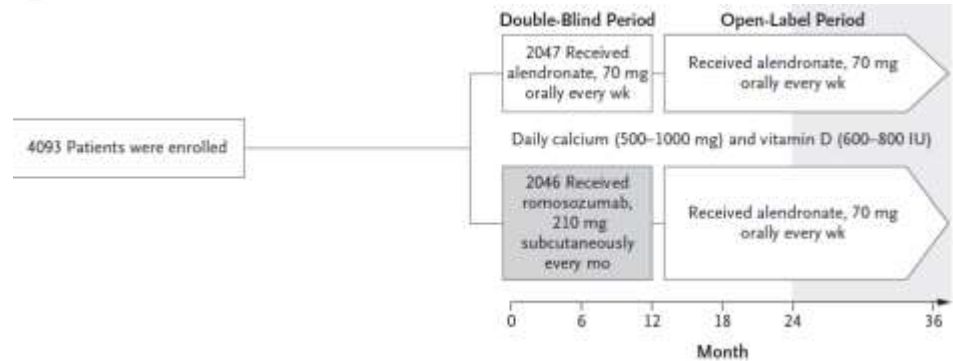 Double-Blind Period
Open-Label Period
2047 Received
alendronate, 70 mg
orally every wk
Received alendronate, 70 mg
orally every wk
4093 Patients were enrolled
Daily calcium (500–1000 mg) and vitamin D (600–800 IU)
2046 Received
romosozumab,
210 mg
subcutaneously
every mo
Received alendronate, 70 mg
orally every wk
0 6 12 18 24 36
Month